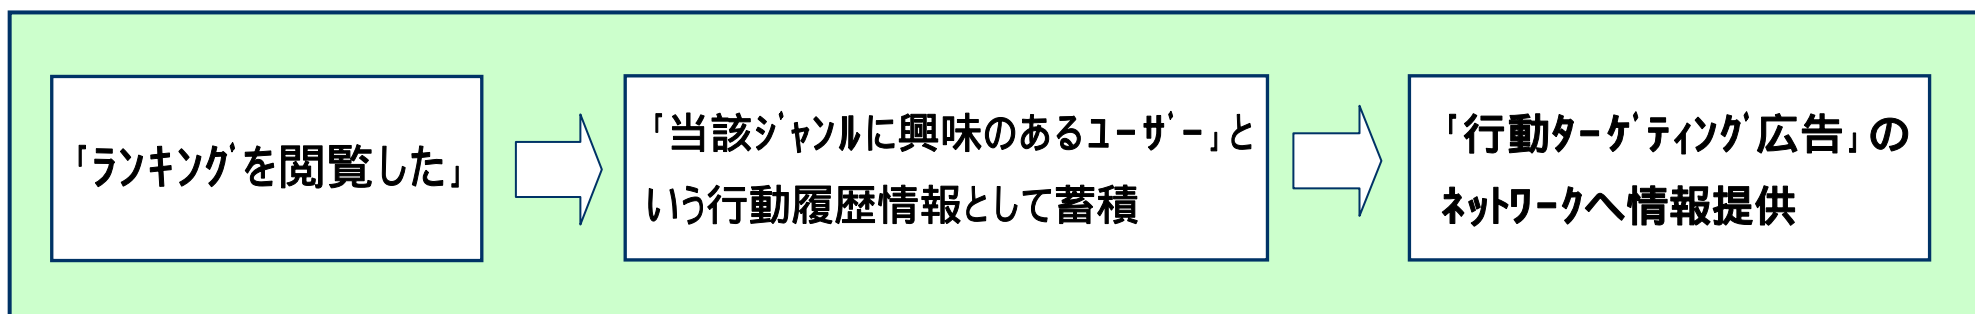 「ﾗﾝｷﾝｸﾞを閲覧した」
「当該ｼﾞｬﾝﾙに興味のあるﾕｰｻﾞｰ」と
いう行動履歴情報として蓄積
「行動ﾀｰｹﾞﾃｨﾝｸﾞ広告」の
ﾈｯﾄﾜｰｸへ情報提供